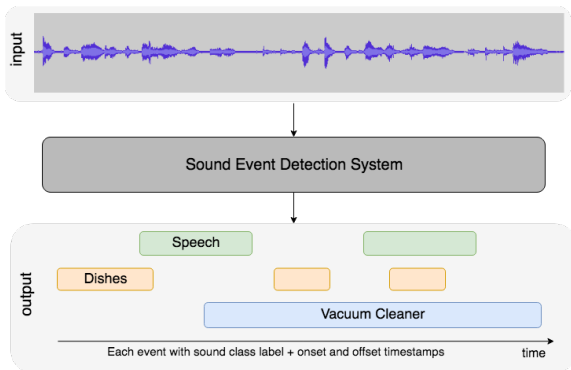 input
Sound Event Detection System
output
Speech
Dishes
Vacuum Cleaner
Each event with sound class label + onset and offset timestamps
time